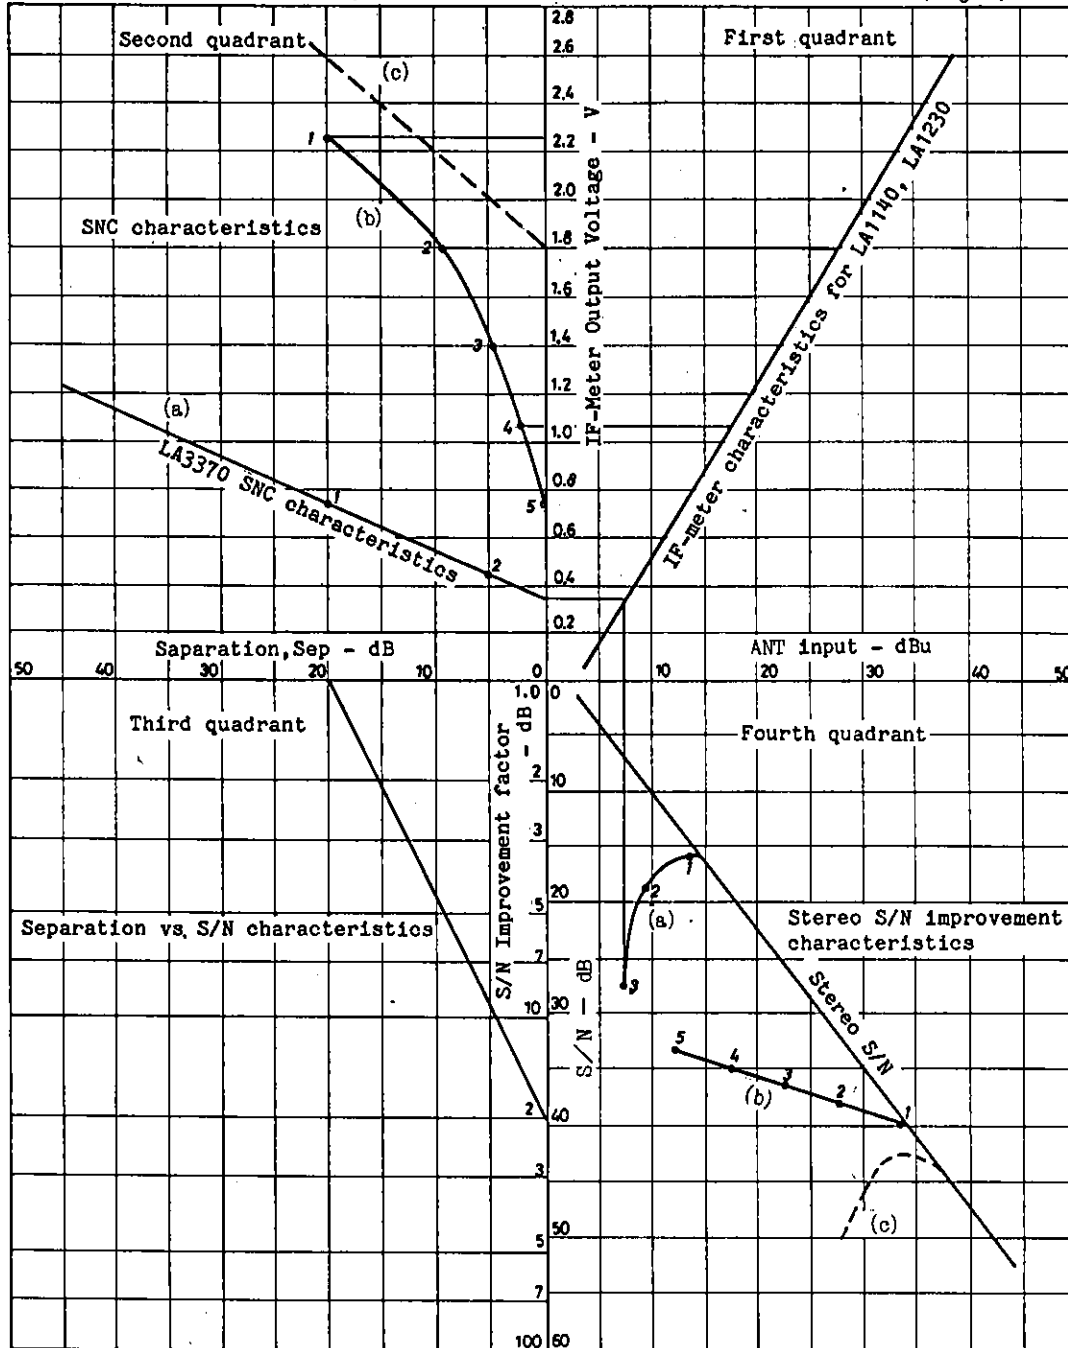 2.8
Second quadrant
2.6
First quadrant
(c)
2.4
1
2.2
2.0
(b)
SNC characteristics
2
1.8
1.6
3
1.4
1.2
(a)
4
1.0
0.8
1
5
0.6
2
0.4
0.2
IF-Meter Output Voltage - V
IF-meter characteristics for LA1140, LA1230
LA3370 SNC characteristics
Saparation, Sep - dB
ANT input - dBu
50 40 30 20 10 0
10 20 30 40 50
1.0 0
Third quadrant
Fourth quadrant
S/N Improvement factor - dB
2 10
3
1
2
20
(a)
5
Separation vs. S/N characteristics
Stereo S/N improvement
characteristics
7
3
10 30
S/N - dB
Stereo S/N
5
4
3
2
(b)
1
2 40
3
(c)
50
5
7
100 60